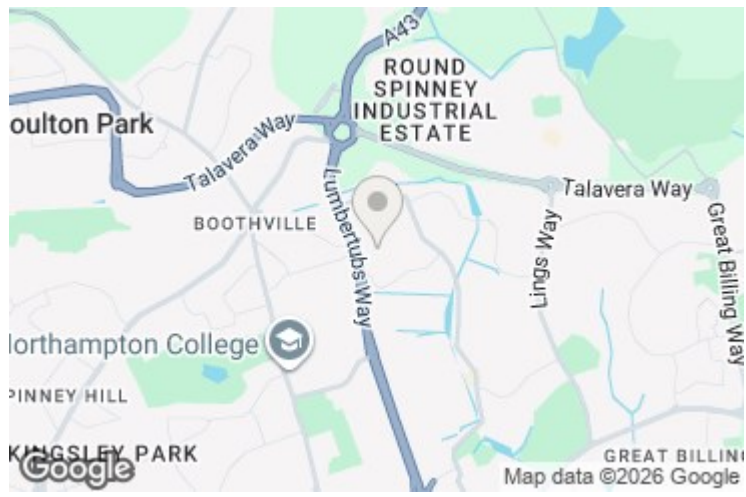 A43
ROUND
SPINNEY
INDUSTRIAL
ESTATE
oulton Park
Talavera Way
Talavera Way
Lumbertubs Way
BOOTHVILLE
Lings Way
Great Billing Way
orthampton College
PINNEY HILL
KINGSLEY PARK
GREAT BILLING
Google
Map data ©2026 Google